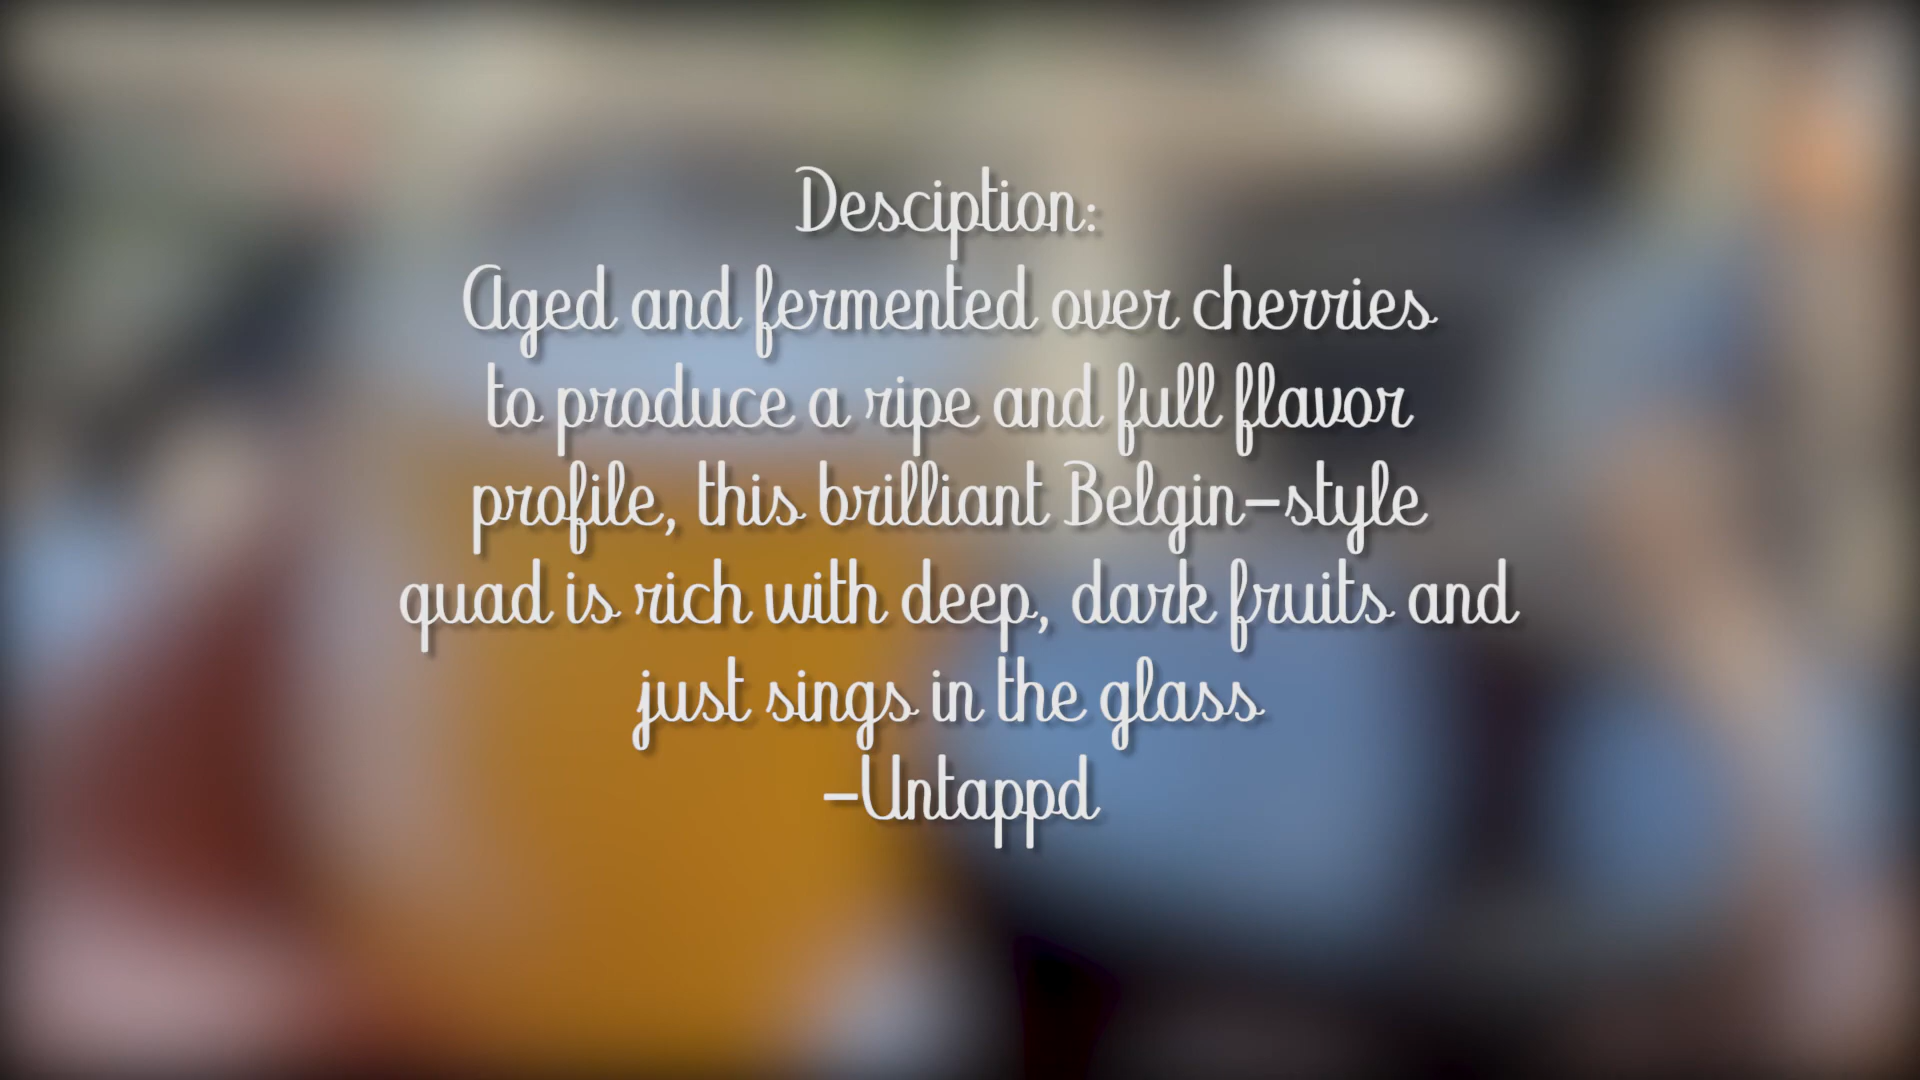 Desciption:
Aged and fermented over cherries
to produce a ripe and full flavor
profile, this brilliant Belgin-style
quad is rich with deep, dark fruits and
just sings in the glass
-Untappd